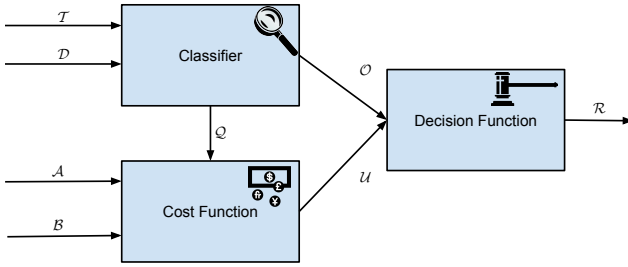 𝒯
Classifier
𝒟
𝒪
Decision Function
ℛ
𝒬
𝒜
$
£
₶
¥
Cost Function
𝒰
ℬ